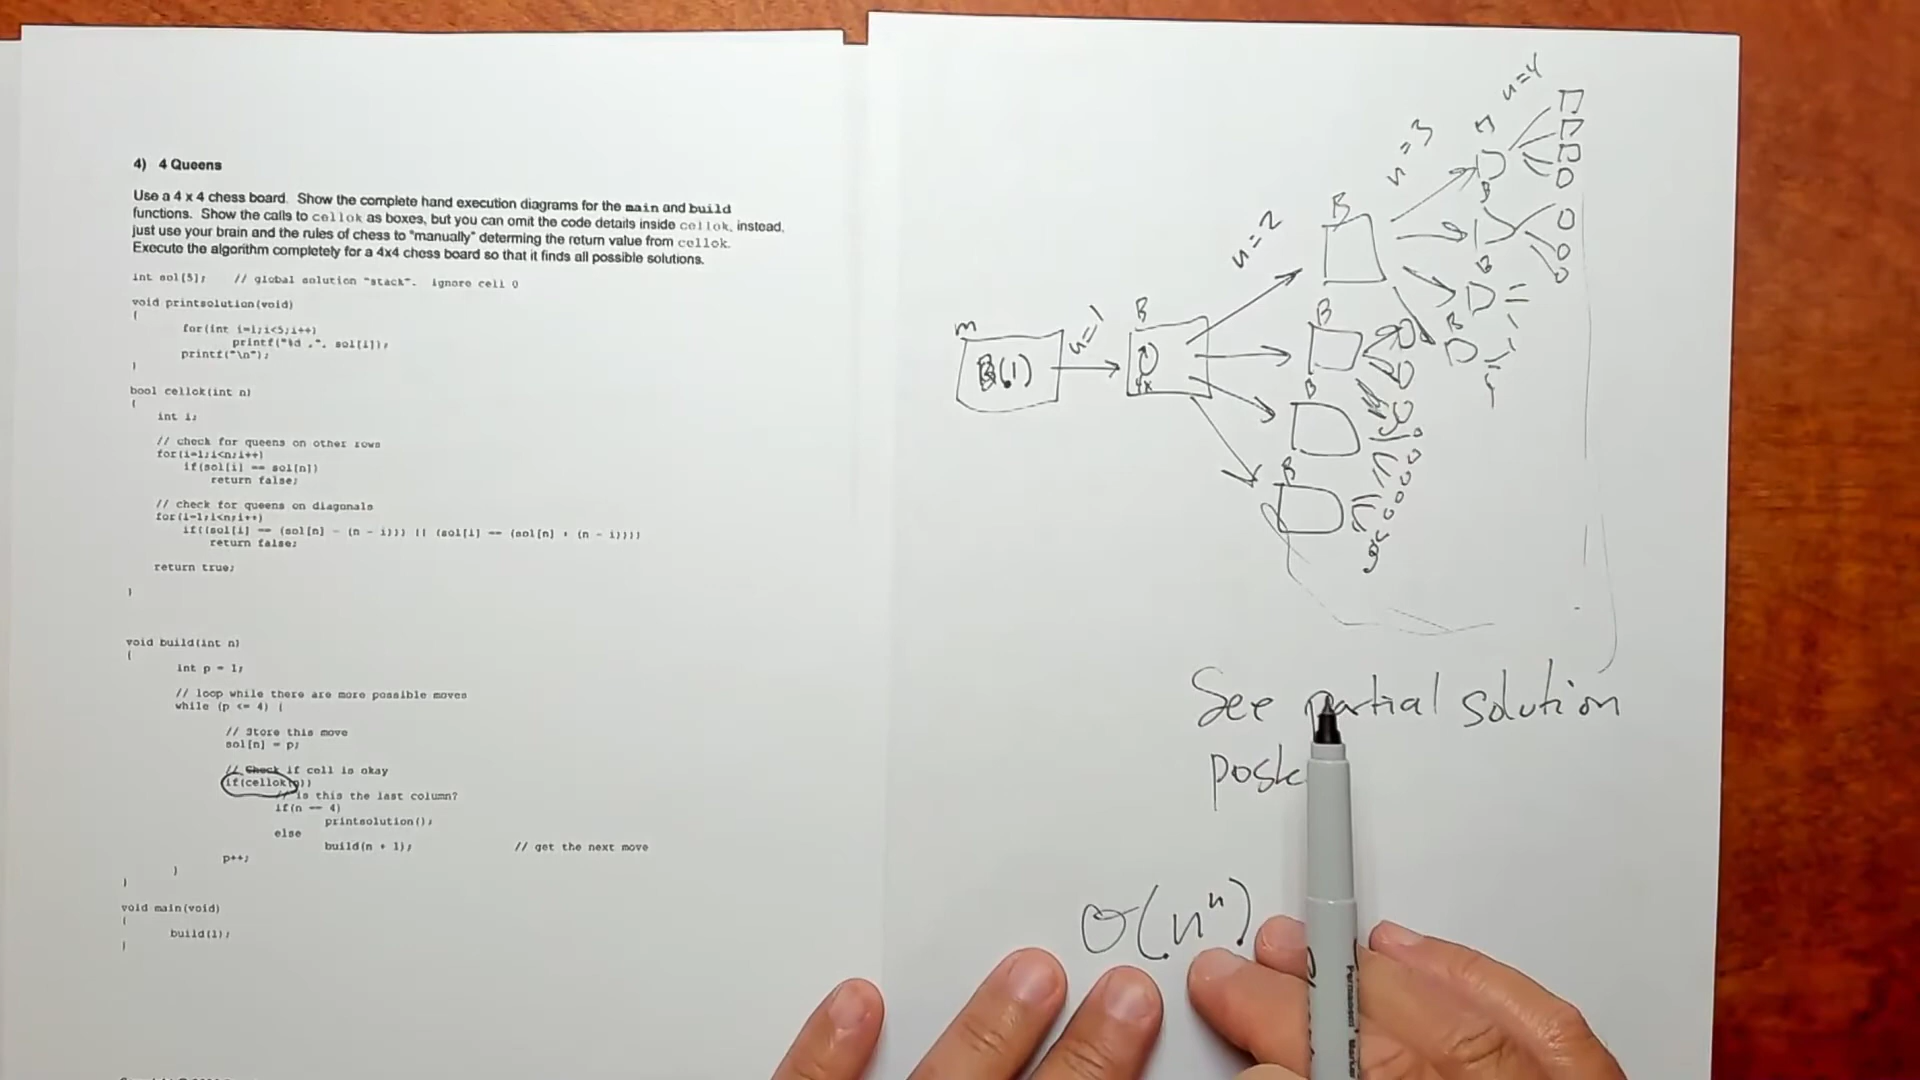 4) 4 Queens
Use a 4 x 4 chess board. Show the complete hand execution diagrams for the main and build
functions. Show the calls to cellok as boxes, but you can omit the code details inside cellok, instead,
just use your brain and the rules of chess to "manually" determing the return value from cellok.
Execute the algorithm completely for a 4x4 chess board so that it finds all possible solutions.
int sol[5]; // global solution "stack". ignore cell 0
void printsolution(void)
{
for(int i=1;i<5;i++)
printf("%d ,", sol[i]);
printf("\n");
}
bool cellok(int n)
{
int i;
// check for queens on other rows
for(i=1;i<n;i++)
if(sol[i] == sol[n])
return false;
// check for queens on diagonals
for(i=1;i<n;i++)
if((sol[i] == (sol[n] - (n - i))) || (sol[i] == (sol[n] + (n - i))))
return false;
return true;
}
void build(int n)
{
int p = 1;
// loop while there are more possible moves
while (p <= 4) {
// Store this move
sol[n] = p;
// Check if cell is okay
if(cellok(n))
// is this the last column?
if(n == 4)
printsolution();
else
build(n + 1); // get the next move
p++;
}
}
void main(void)
{
build(1);
}
n=4
n=3
B
n=2
B
B
B
m
B(1)
n=1
B
4x
B
B
B
B
See partial solution
O(n^n)